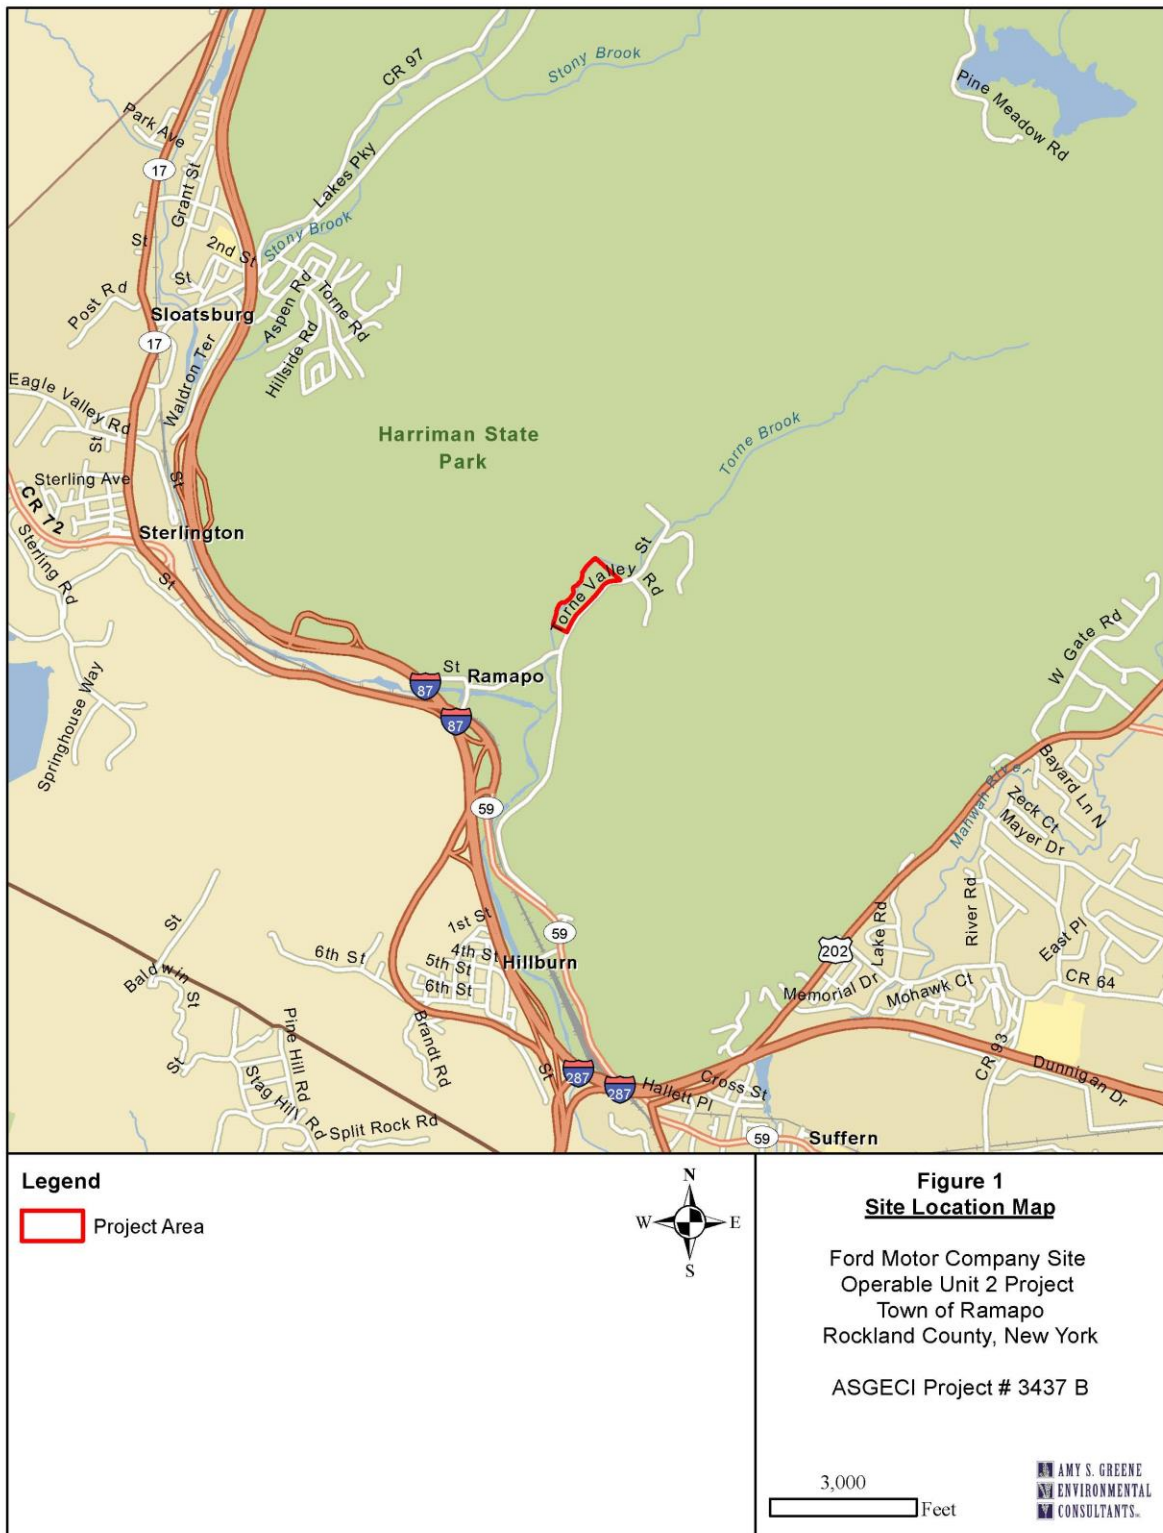 Stony Brook
CR 97
Pine Meadow Rd
Park Ave
17
Grant St
Lakes Pky
Stony Brook
2nd St
St
St
Aspen Rd
Torne Rd
Post Rd
Sloatsburg
Hillside Rd
17
Waldron Ter
Eagle Valley Rd
St
Harriman State
Park
Torne Brook
Sterling Ave
St
CR 72
Sterlington
Sterling Rd
St
St
Torne Valley
Rd
W Gate Rd
St
Ramapo
87
87
Springhouse Way
Bayard Ln N
Mahwah River
Zeck Ct
Mayer Dr
59
River Rd
Lake Rd
East Pl
St
1st St
59
202
6th St
4th St
Hillburn
5th St
6th St
Baldwin St
Memorial Dr
Mohawk Ct
CR 64
Pine Hill Rd
Brandt Rd
St
St
CR 93
Dunnigan Dr
287
287
Hallett Pl
Cross St
Stag Hill Rd
Split Rock Rd
59
Suffern
Legend
Project Area
N
W
E
S
Figure 1
Site Location Map
Ford Motor Company Site
Operable Unit 2 Project
Town of Ramapo
Rockland County, New York
ASGECI Project # 3437 B
3,000
Feet
AMY S. GREENE
ENVIRONMENTAL
CONSULTANTS